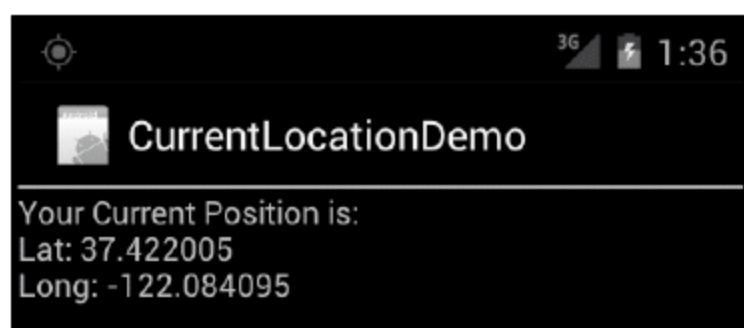 3G 1:36
CurrentLocationDemo
Your Current Position is:
Lat: 37.422005
Long: -122.084095